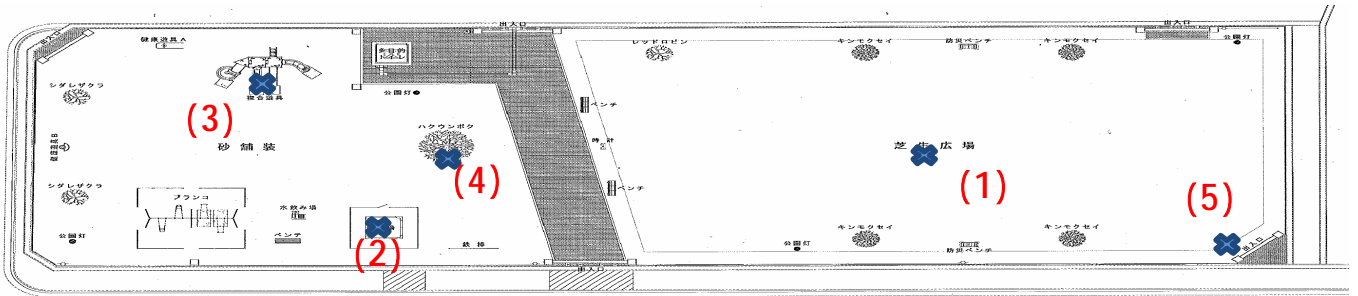 出入口
出入口
出入口
健康遊具A
多目的
トイレ
レッドロビン
キンモクセイ
防災ベンチ
キンモクセイ
公園灯
シダレザクラ
複合遊具
公園灯
ベンチ
(3)
ハクウンボク
健康遊具B
砂舗装
時計
芝生広場
(4)
(1)
シダレザクラ
ブランコ
ベンチ
(5)
水飲み場
公園灯
ベンチ
(2)
鉄棒
公園灯
キンモクセイ
防災ベンチ
キンモクセイ
出入口
出入口